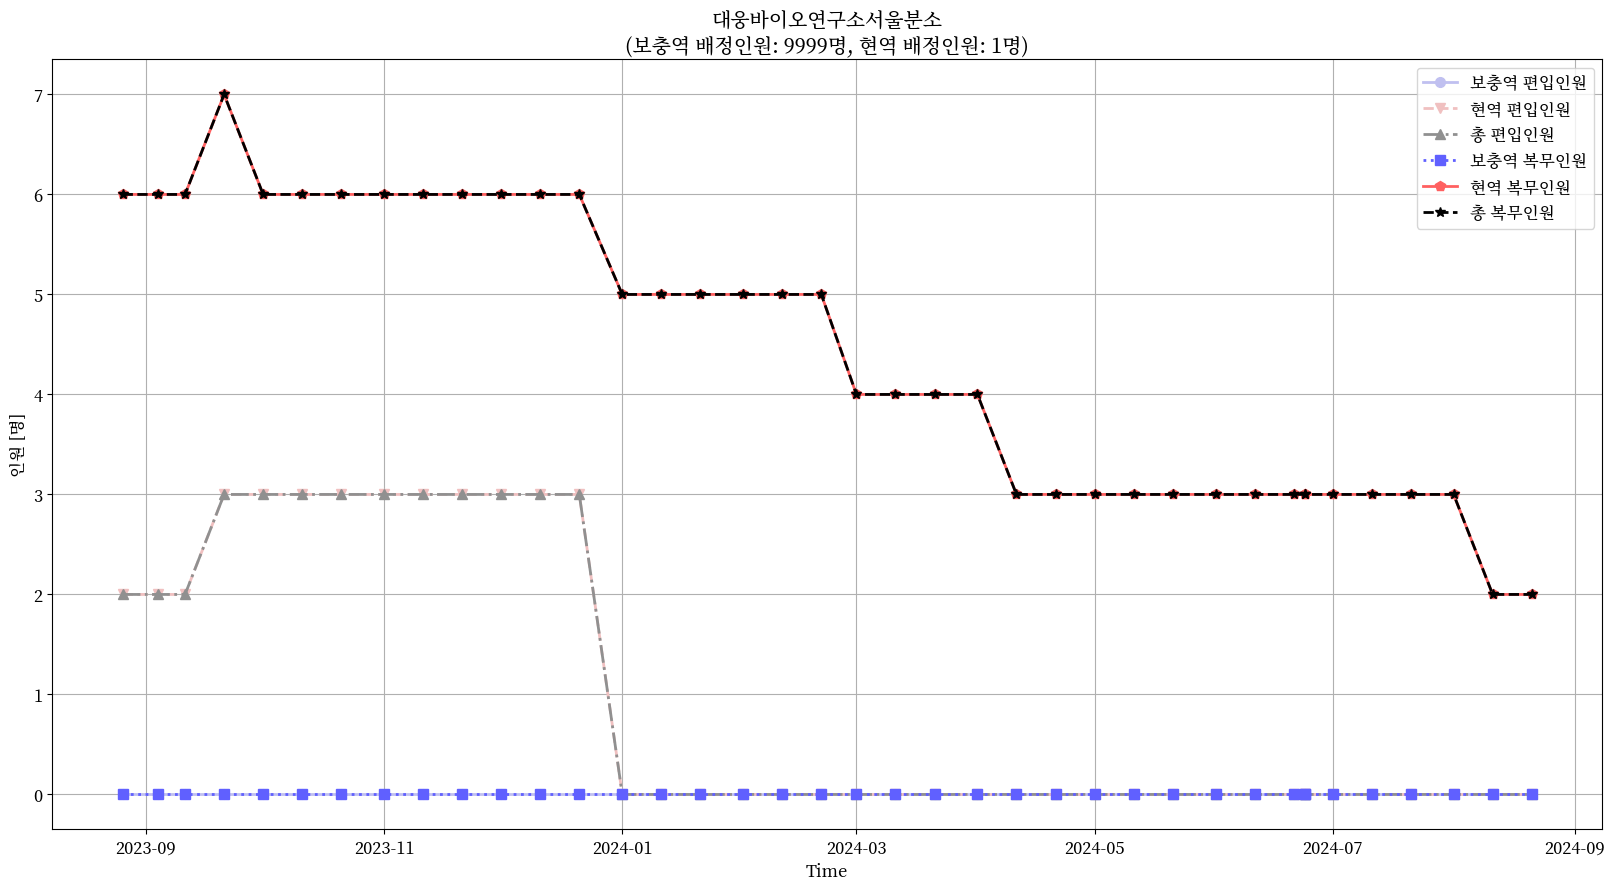 대웅바이오연구소서울분소
(보충역 배정인원: 9999명, 현역 배정인원: 1명)
7
6
5
4
3
2
1
0
인원 [명]
보충역 편입인원
현역 편입인원
총 편입인원
보충역 복무인원
현역 복무인원
총 복무인원
2023-09 2023-11 2024-01 2024-03 2024-05 2024-07 2024-09
Time